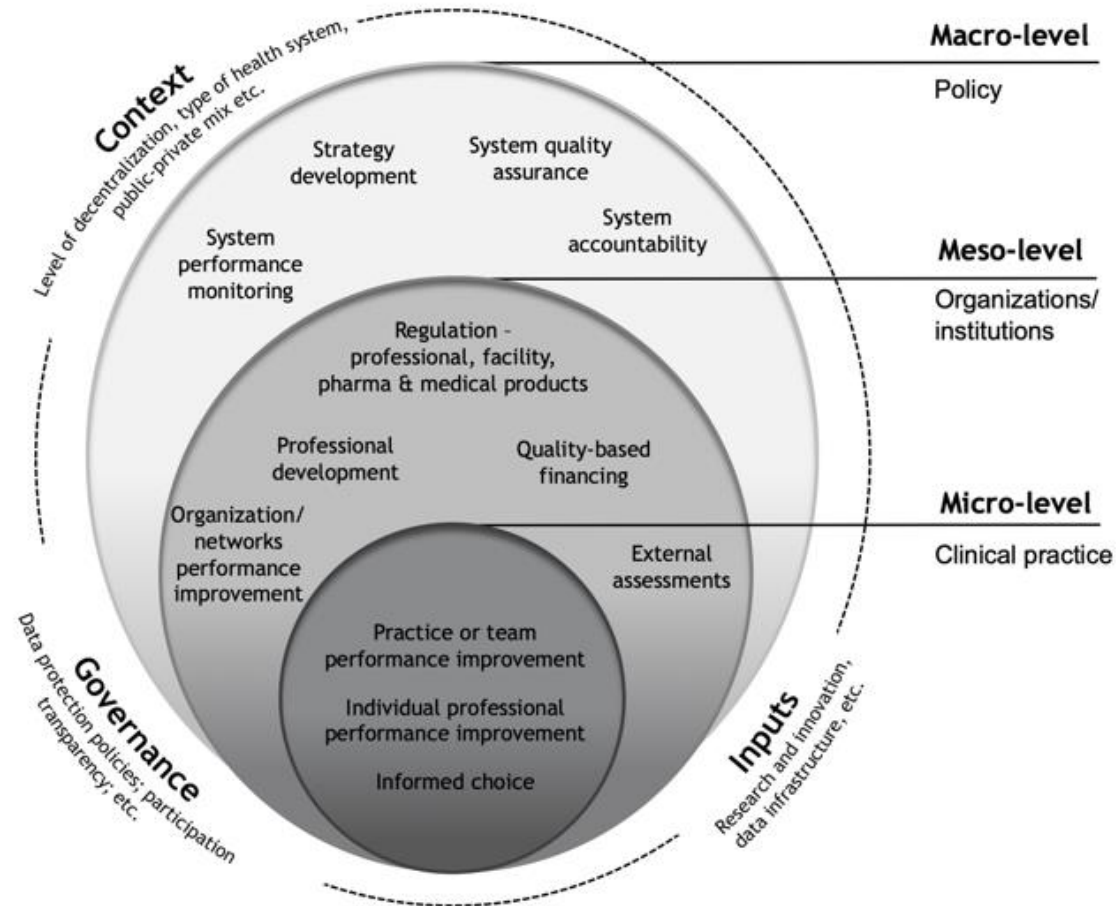 Context
Level of decentralization, type of health system,
public-private mix etc.
Macro-level
Policy
Strategy
development
System quality
assurance
System
performance
monitoring
System
accountability
Meso-level
Organizations/
institutions
Regulation –
professional, facility,
pharma & medical products
Professional
development
Quality-based
financing
Organization/
networks
performance
improvement
External
assessments
Micro-level
Clinical practice
Practice or team
performance improvement
Individual professional
performance improvement
Informed choice
Governance
Data protection policies; participation
transparency; etc.
Inputs
Research and innovation,
data infrastructure, etc.